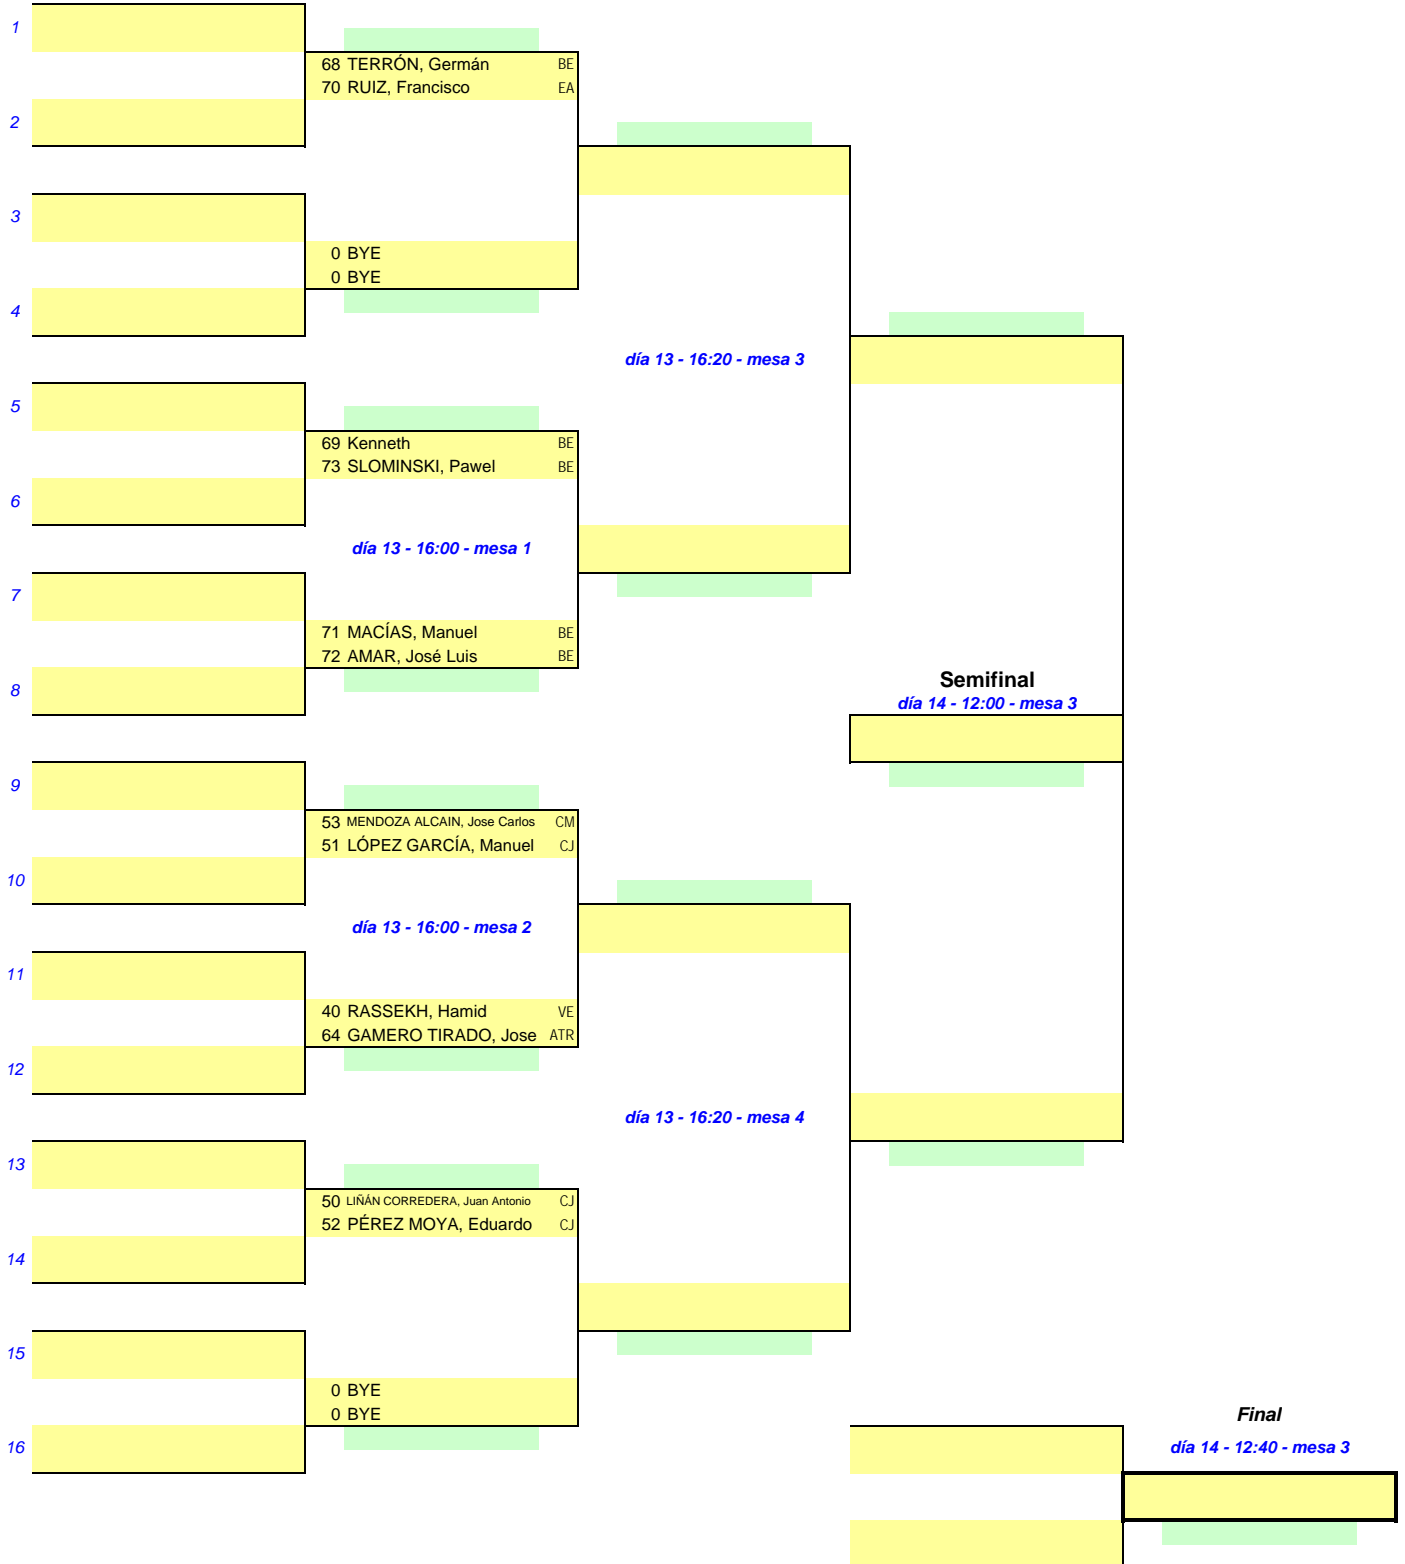 1
68 TERRÓN, Germán BE
70 RUIZ, Francisco EA
2
3
0 BYE
0 BYE
4
día 13 - 16:20 - mesa 3
5
69 Kenneth BE
73 SLOMINSKI, Pawel BE
6
día 13 - 16:00 - mesa 1
7
71 MACÍAS, Manuel BE
72 AMAR, José Luis BE
8
Semifinal
día 14 - 12:00 - mesa 3
9
53 MENDOZA ALCAIN, Jose Carlos CM
51 LÓPEZ GARCÍA, Manuel CJ
10
día 13 - 16:00 - mesa 2
11
40 RASSEKH, Hamid VE
64 GAMERO TIRADO, Jose ATR
12
día 13 - 16:20 - mesa 4
13
50 LIÑÁN CORREDERA, Juan Antonio CJ
52 PÉREZ MOYA, Eduardo CJ
14
15
0 BYE
0 BYE
16
Final
día 14 - 12:40 - mesa 3